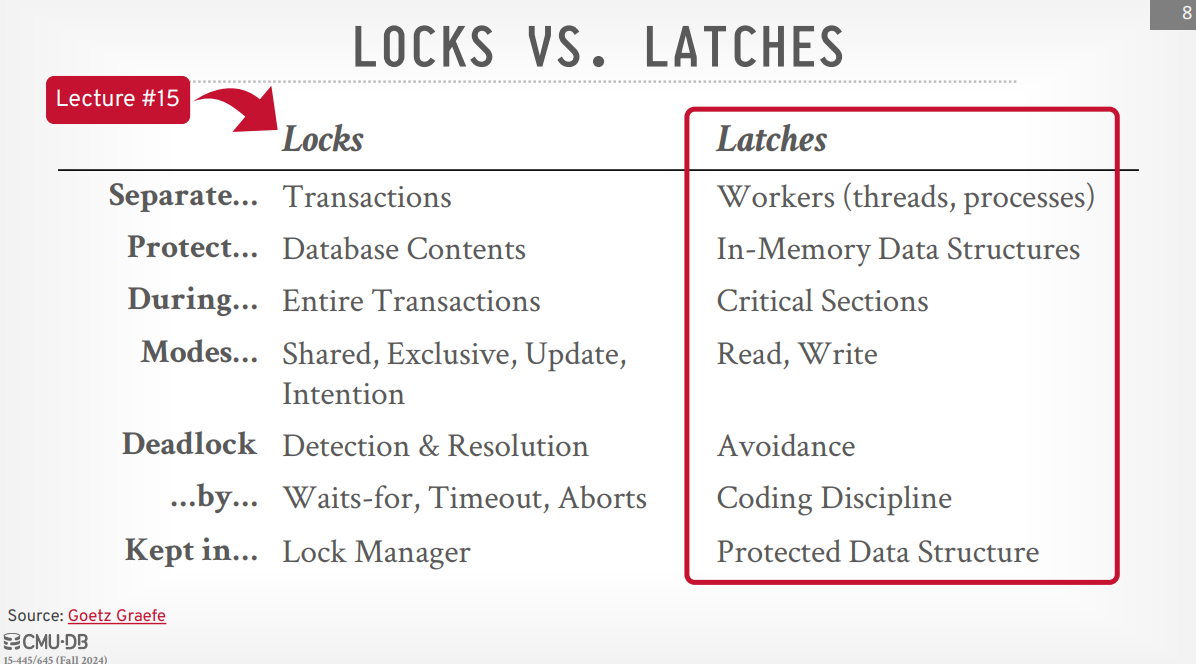 8
LOCKS VS. LATCHES
Lecture #15
Locks Latches
Separate... Transactions Workers (threads, processes)
Protect... Database Contents In-Memory Data Structures
During... Entire Transactions Critical Sections
Modes... Shared, Exclusive, Update, Read, Write
Intention
Deadlock Detection & Resolution Avoidance
...by... Waits-for, Timeout, Aborts Coding Discipline
Kept in... Lock Manager Protected Data Structure
Source: Goetz Graefe
CMU·DB
15-445/645 (Fall 2024)